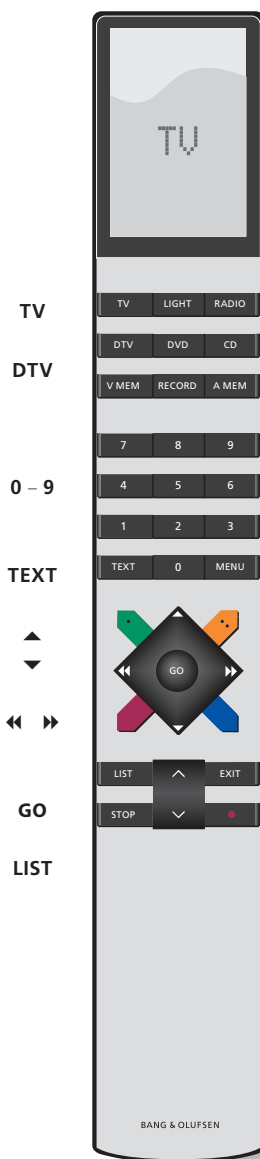 TV
TV
TV LIGHT RADIO
DTV
DTV DVD CD
V MEM RECORD A MEM
7 8 9
0 – 9
4 5 6
1 2 3
TEXT
TEXT 0 MENU
GO
LIST EXIT
GO
STOP
LIST
BANG & OLUFSEN